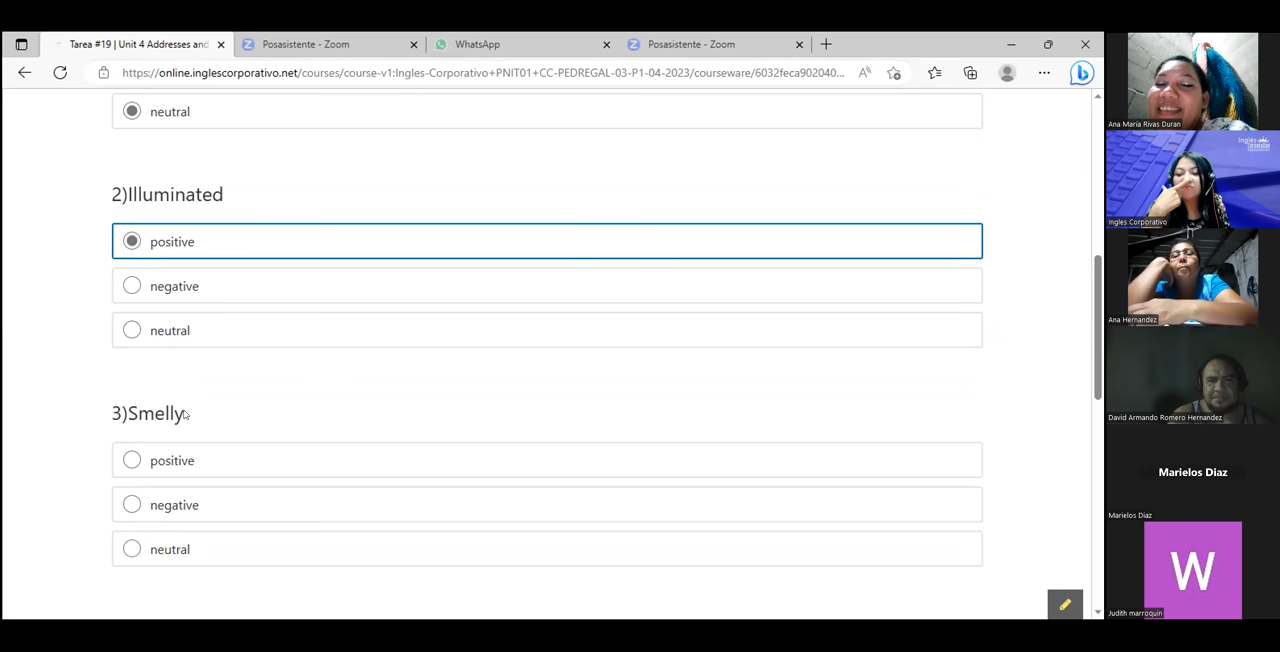 Tarea #19 | Unit 4 Addresses and
Posasistente - Zoom
WhatsApp
Posasistente - Zoom
https://online.inglescorporativo.net/courses/course-v1:Ingles-Corporativo+PNIT01+CC-PEDREGAL-03-P1-04-2023/courseware/6032feca902040...
neutral
2)Illuminated
positive
negative
neutral
3)Smelly
positive
negative
neutral
Ana María Rivas Duran
Ingles Corporativo
Ana Hernandez
David Armando Romero Hernandez
Marielos Diaz
Marielos Diaz
W
Judith marroquin